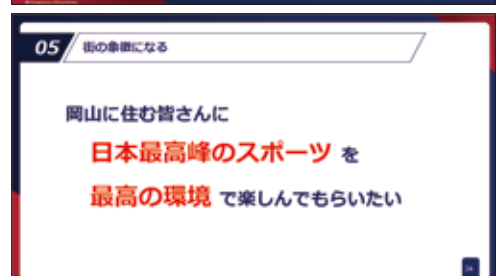 05 街の象徴になる
岡山に住む皆さんに
日本最高峰のスポーツ を
最高の環境 で楽しんでもらいたい